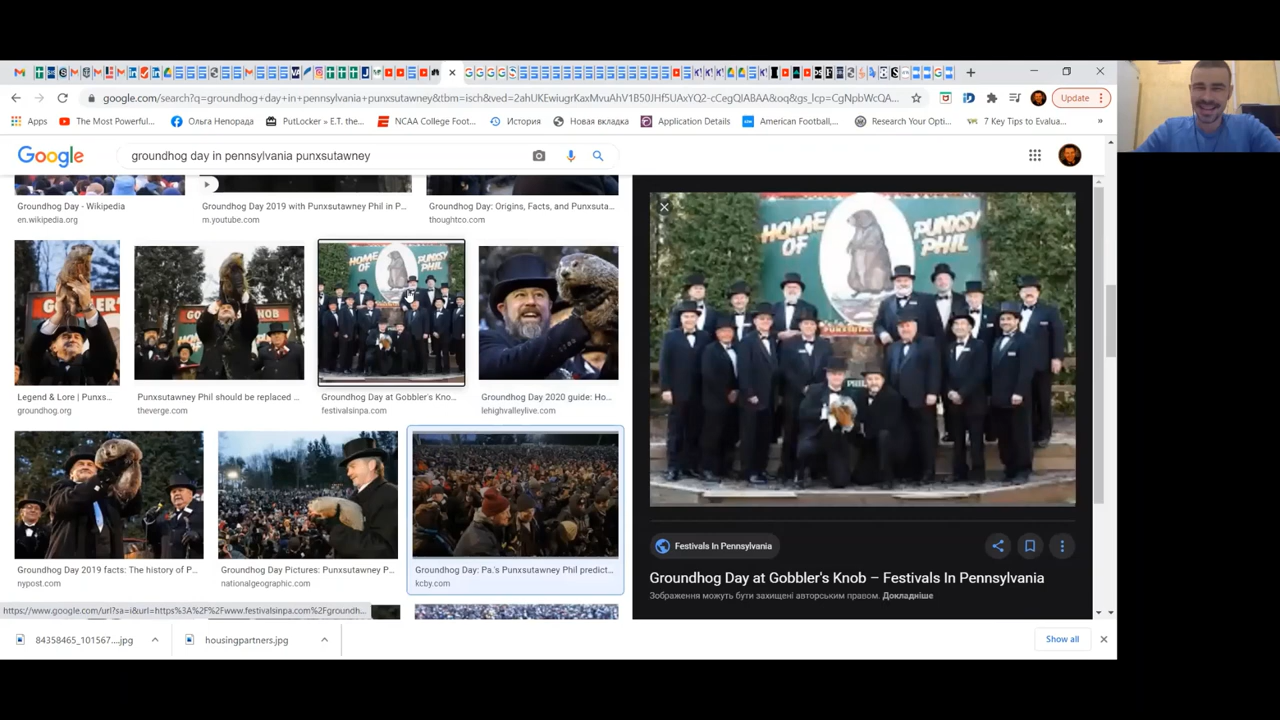 google.com/search?q=groundhog+day+in+pennsylvania+punxsutawney&tbm=isch&ved=2ahUKEwiugrKaxMvuAhV1B50JHf5UAxYQ2-cCegQIABAA&oq&gs_lcp=CgNpbWcQA...
Update
Apps
The Most Powerful...
Ольга Непорада
PutLocker » E.T. the...
NCAA College Foot...
История
Новая вкладка
Application Details
American Football,...
Research Your Opti...
7 Key Tips to Evalua...
»
Google
groundhog day in pennsylvania punxsutawney
Groundhog Day - Wikipedia
en.wikipedia.org
Groundhog Day 2019 with Punxsutawney Phil in P...
m.youtube.com
Groundhog Day: Origins, Facts, and Punxsuta...
thoughtco.com
Legend & Lore | Punxs...
groundhog.org
Punxsutawney Phil should be replaced ...
theverge.com
Groundhog Day at Gobbler's Kno...
festivalsinpa.com
Groundhog Day 2020 guide: Ho...
lehighvalleylive.com
Groundhog Day 2019 facts: The history of P...
nypost.com
Groundhog Day Pictures: Punxsutawney P...
nationalgeographic.com
Groundhog Day: Pa.'s Punxsutawney Phil predict...
kcby.com
HOME OF
PUNXSY PHIL
PHIL
Festivals In Pennsylvania
Groundhog Day at Gobbler's Knob – Festivals In Pennsylvania
Зображення можуть бути захищені авторським правом. Докладніше
https://www.google.com/url?sa=i&url=https%3A%2F%2Fwww.festivalsinpa.com%2Fgroundh...
84358465_101567....jpg
housingpartners.jpg
Show all